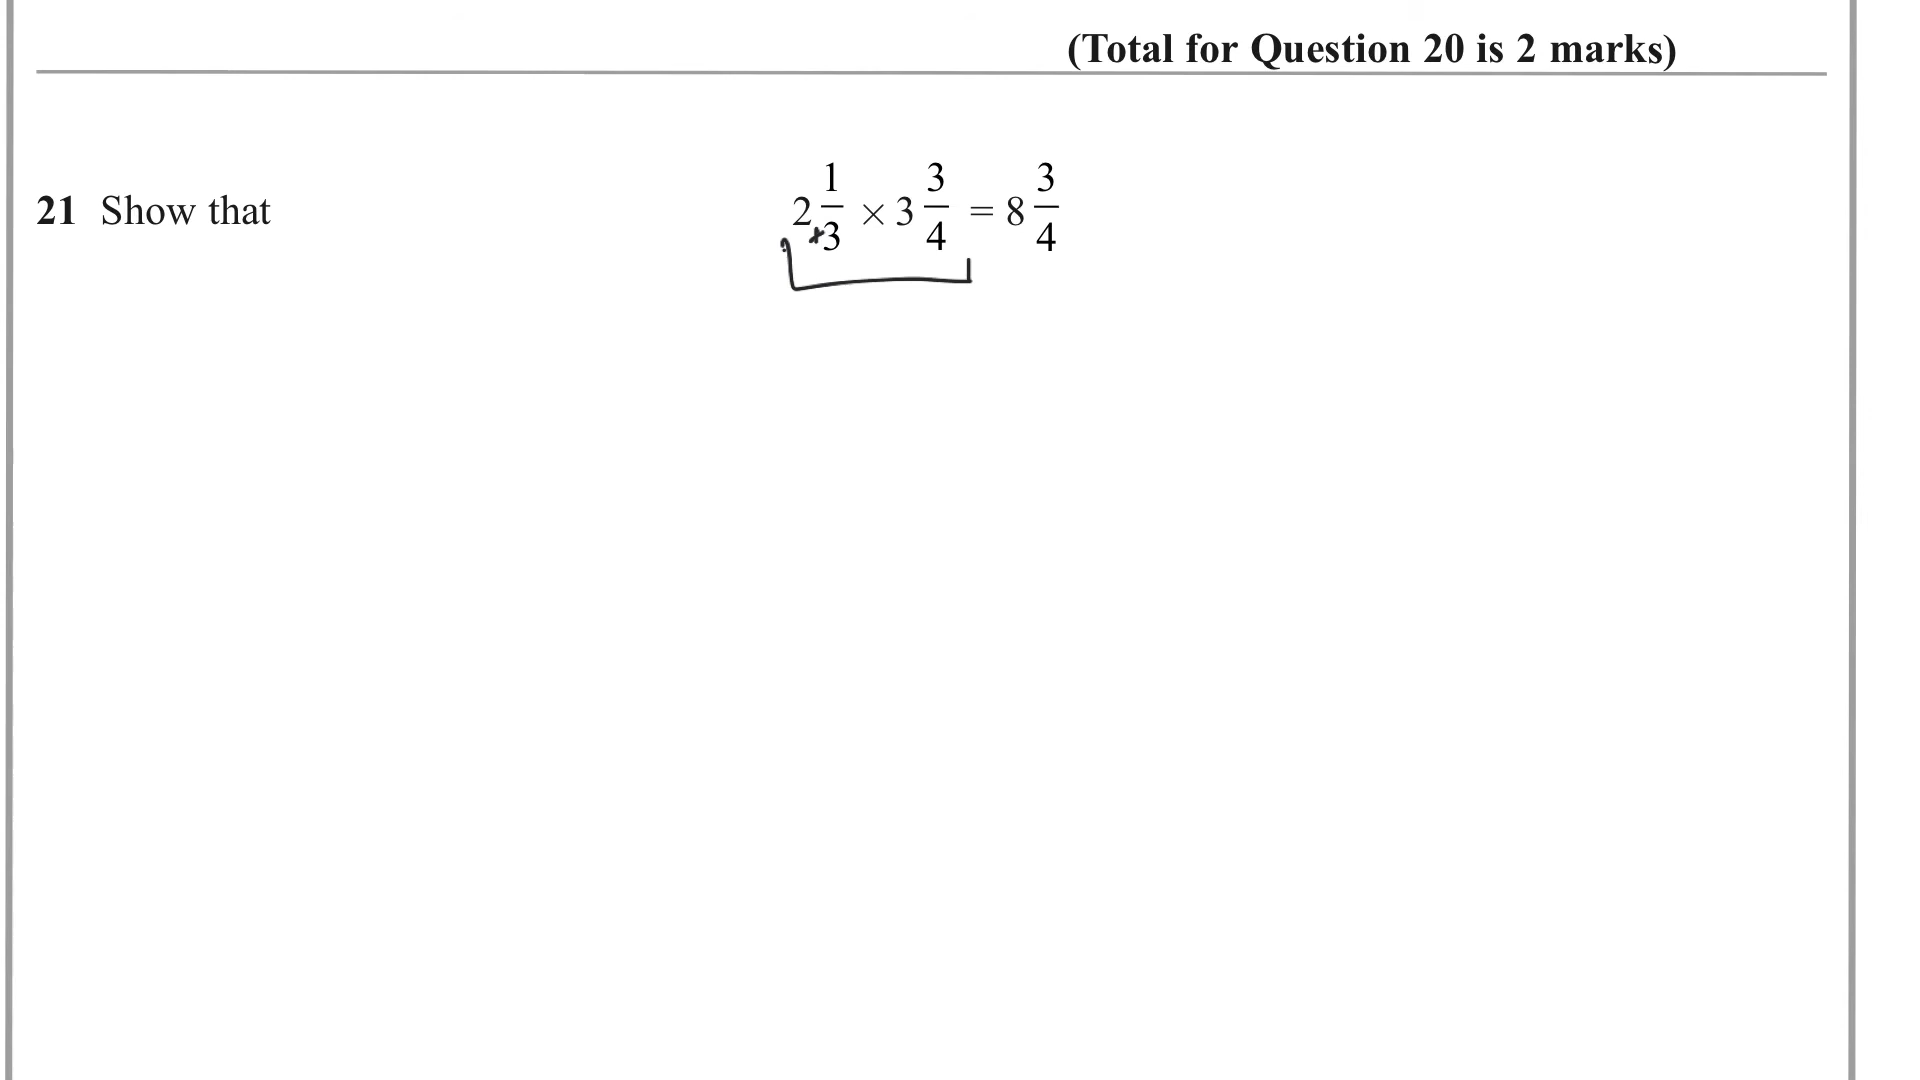 (Total for Question 20 is 2 marks)
21 Show that 2 1/3 × 3 3/4 = 8 3/4